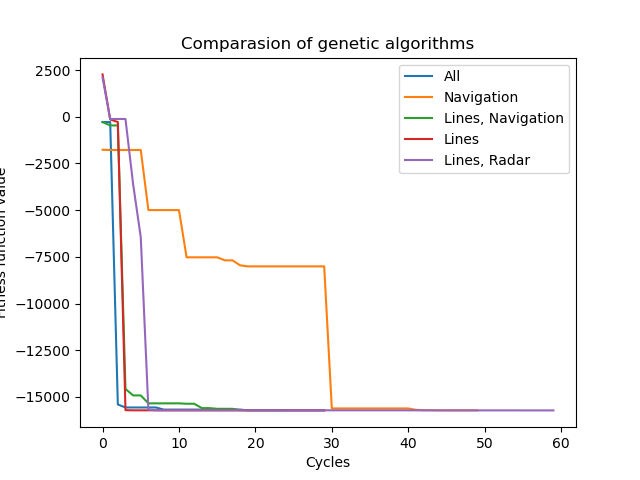 Comparasion of genetic algorithms
2500
0
−2500
−5000
−7500
−10000
−12500
−15000
Fitness function value
0 10 20 30 40 50 60
Cycles
All
Navigation
Lines, Navigation
Lines
Lines, Radar